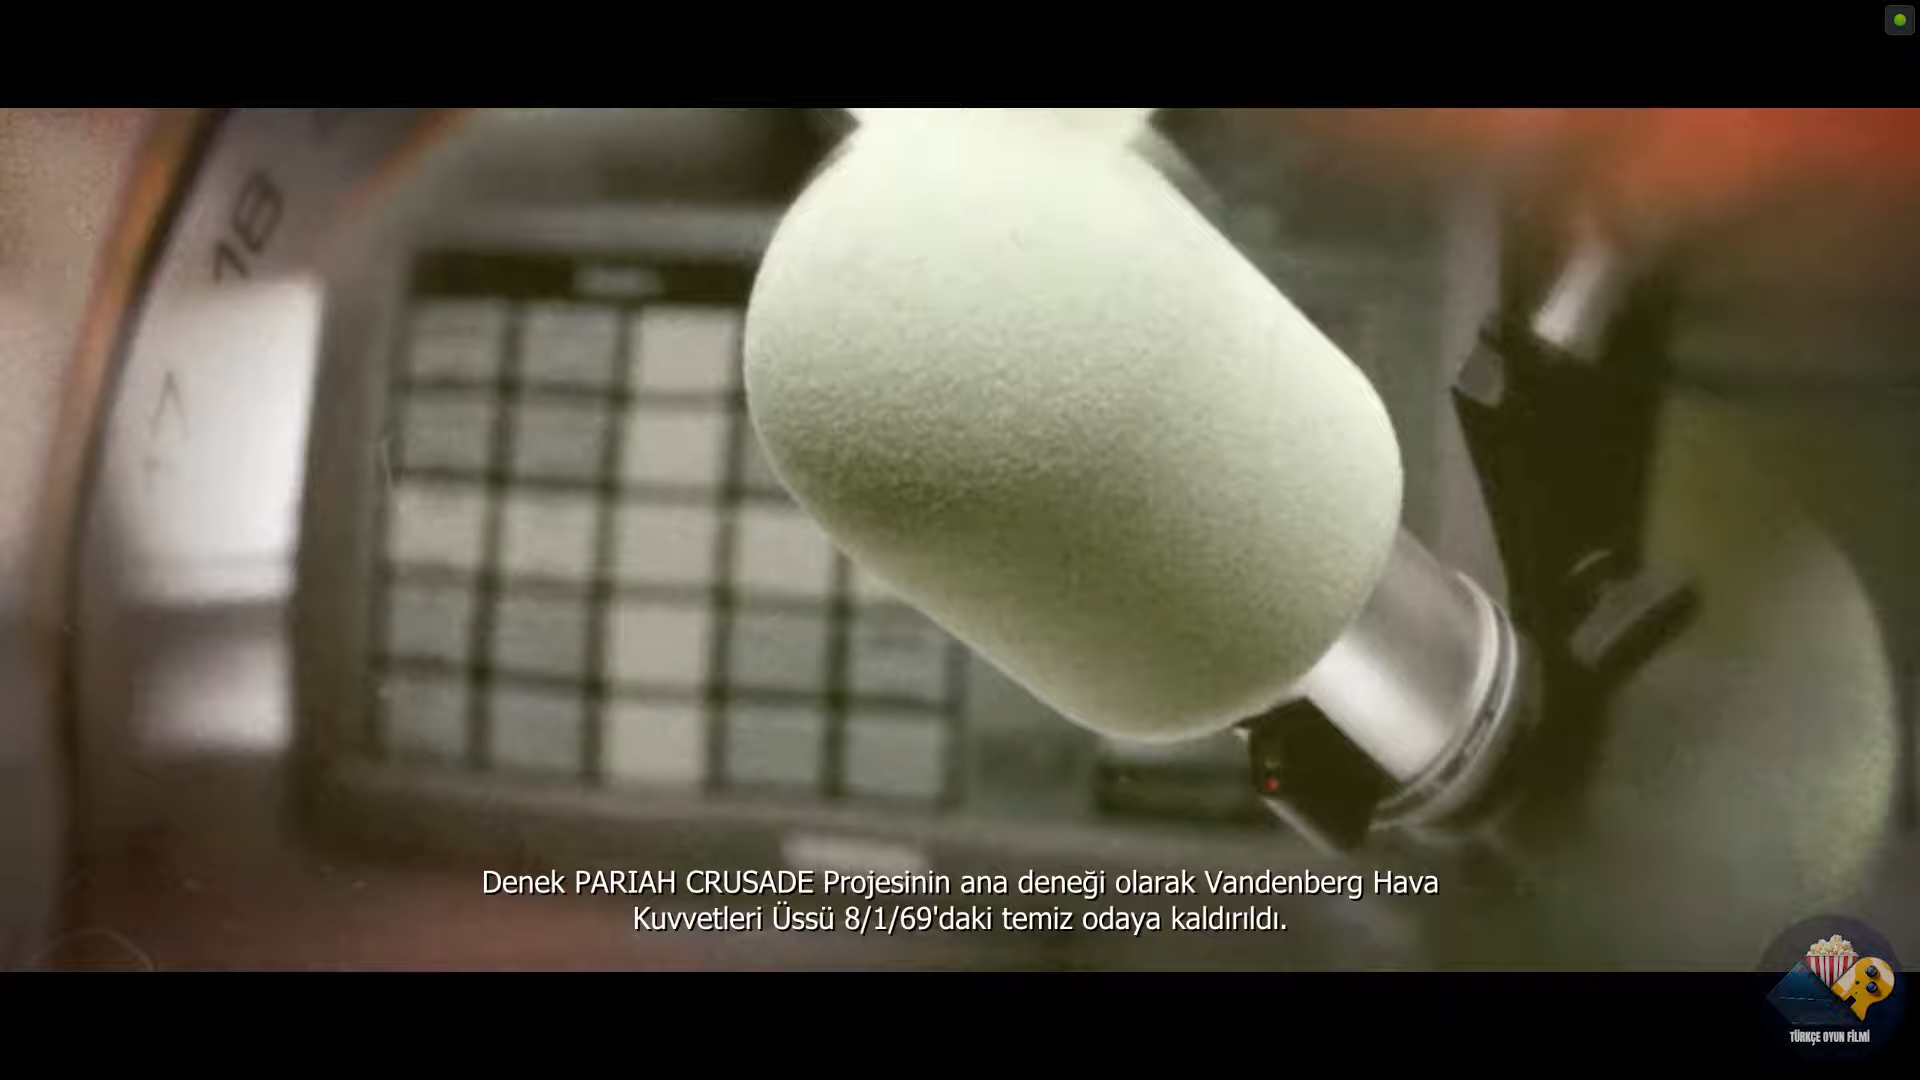 18
Denek PARIAH CRUSADE Projesinin ana deneği olarak Vandenberg Hava
Kuvvetleri Üssü 8/1/69'daki temiz odaya kaldırıldı.
TÜRKÇE OYUN FİLMİ